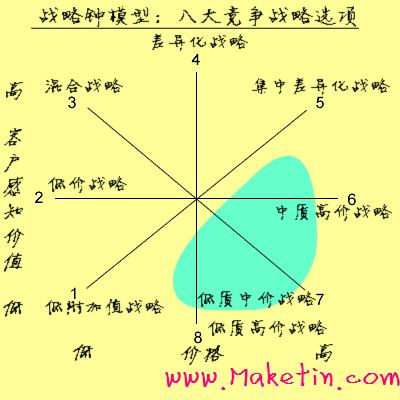 战略钟模型：八大竞争战略选项
差异化战略
4
高
混合战略
集中差异化战略
3
5
客户感知价值
2
低价战略
6
中质高价战略
1
7
低
低附加值战略
低质中价战略
8
低质高价战略
低
价格
高
www.Maketin.com